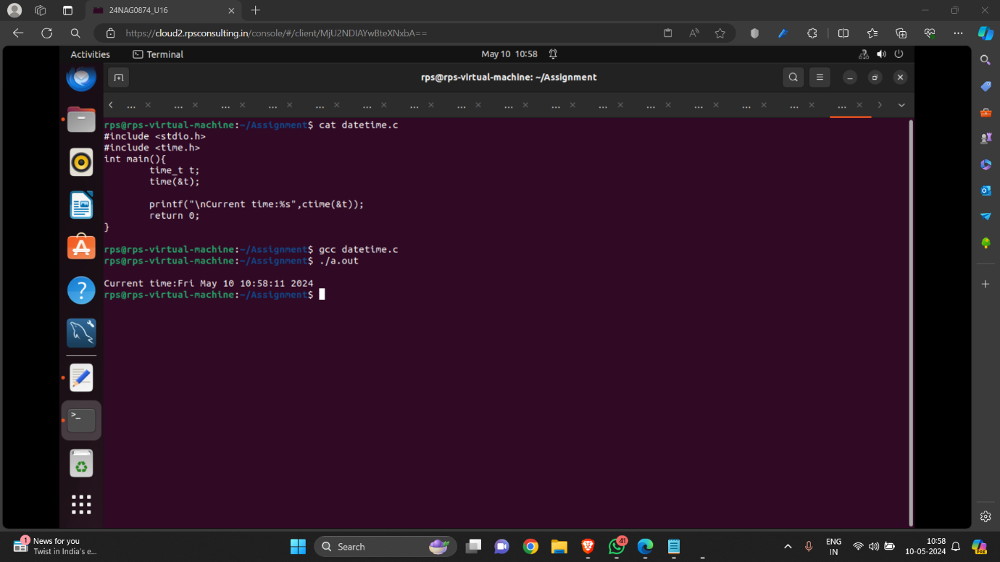 24NAG0874_U16
https://cloud2.rpsconsulting.in/console/#/client/MjU2NDIAYwBteXNxbA==
Activities
Terminal
May 10 10:58
rps@rps-virtual-machine: ~/Assignment
... ... ... ... ... ... ... ... ... ... ... ... ... ... ... ...
rps@rps-virtual-machine:~/Assignment$ cat datetime.c
#include <stdio.h>
#include <time.h>
int main(){
time_t t;
time(&t);
printf("\nCurrent time:%s",ctime(&t));
return 0;
}
rps@rps-virtual-machine:~/Assignment$ gcc datetime.c
rps@rps-virtual-machine:~/Assignment$ ./a.out
Current time:Fri May 10 10:58:11 2024
rps@rps-virtual-machine:~/Assignment$
1
News for you
Twist in India's e...
Search
41
ENG
IN
10:58
10-05-2024
PRE